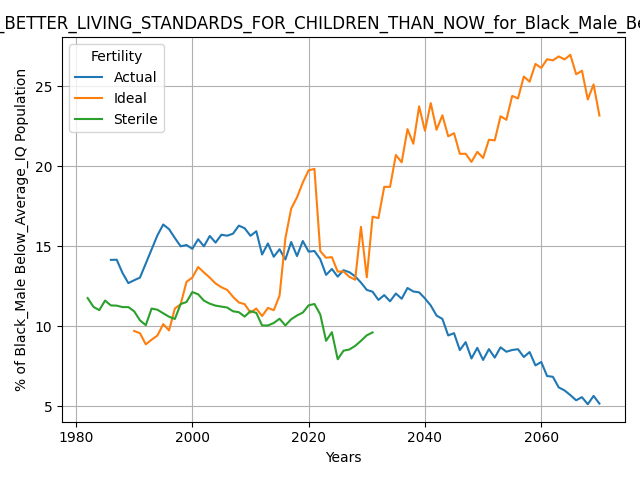 _BETTER_LIVING_STANDARDS_FOR_CHILDREN_THAN_NOW_for_Black_Male_Be
Fertility
Actual
Ideal
Sterile
% of Black_Male Below_Average_IQ Population
25
20
15
10
5
1980 2000 2020 2040 2060
Years